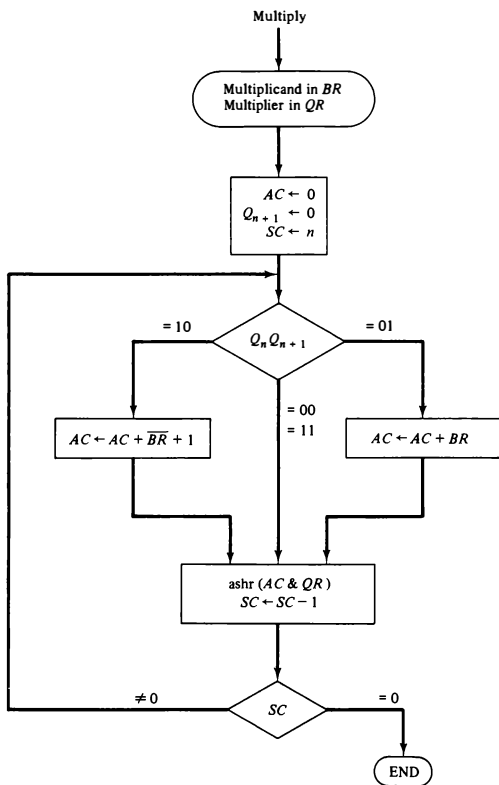 Multiply
Multiplicand in BR
Multiplier in QR
AC ← 0
Qn + 1 ← 0
SC ← n
= 10
QnQn + 1
= 01
= 00
= 11
AC ← AC + B̅R̅ + 1
AC ← AC + BR
ashr (AC & QR)
SC ← SC − 1
≠ 0
SC
= 0
END